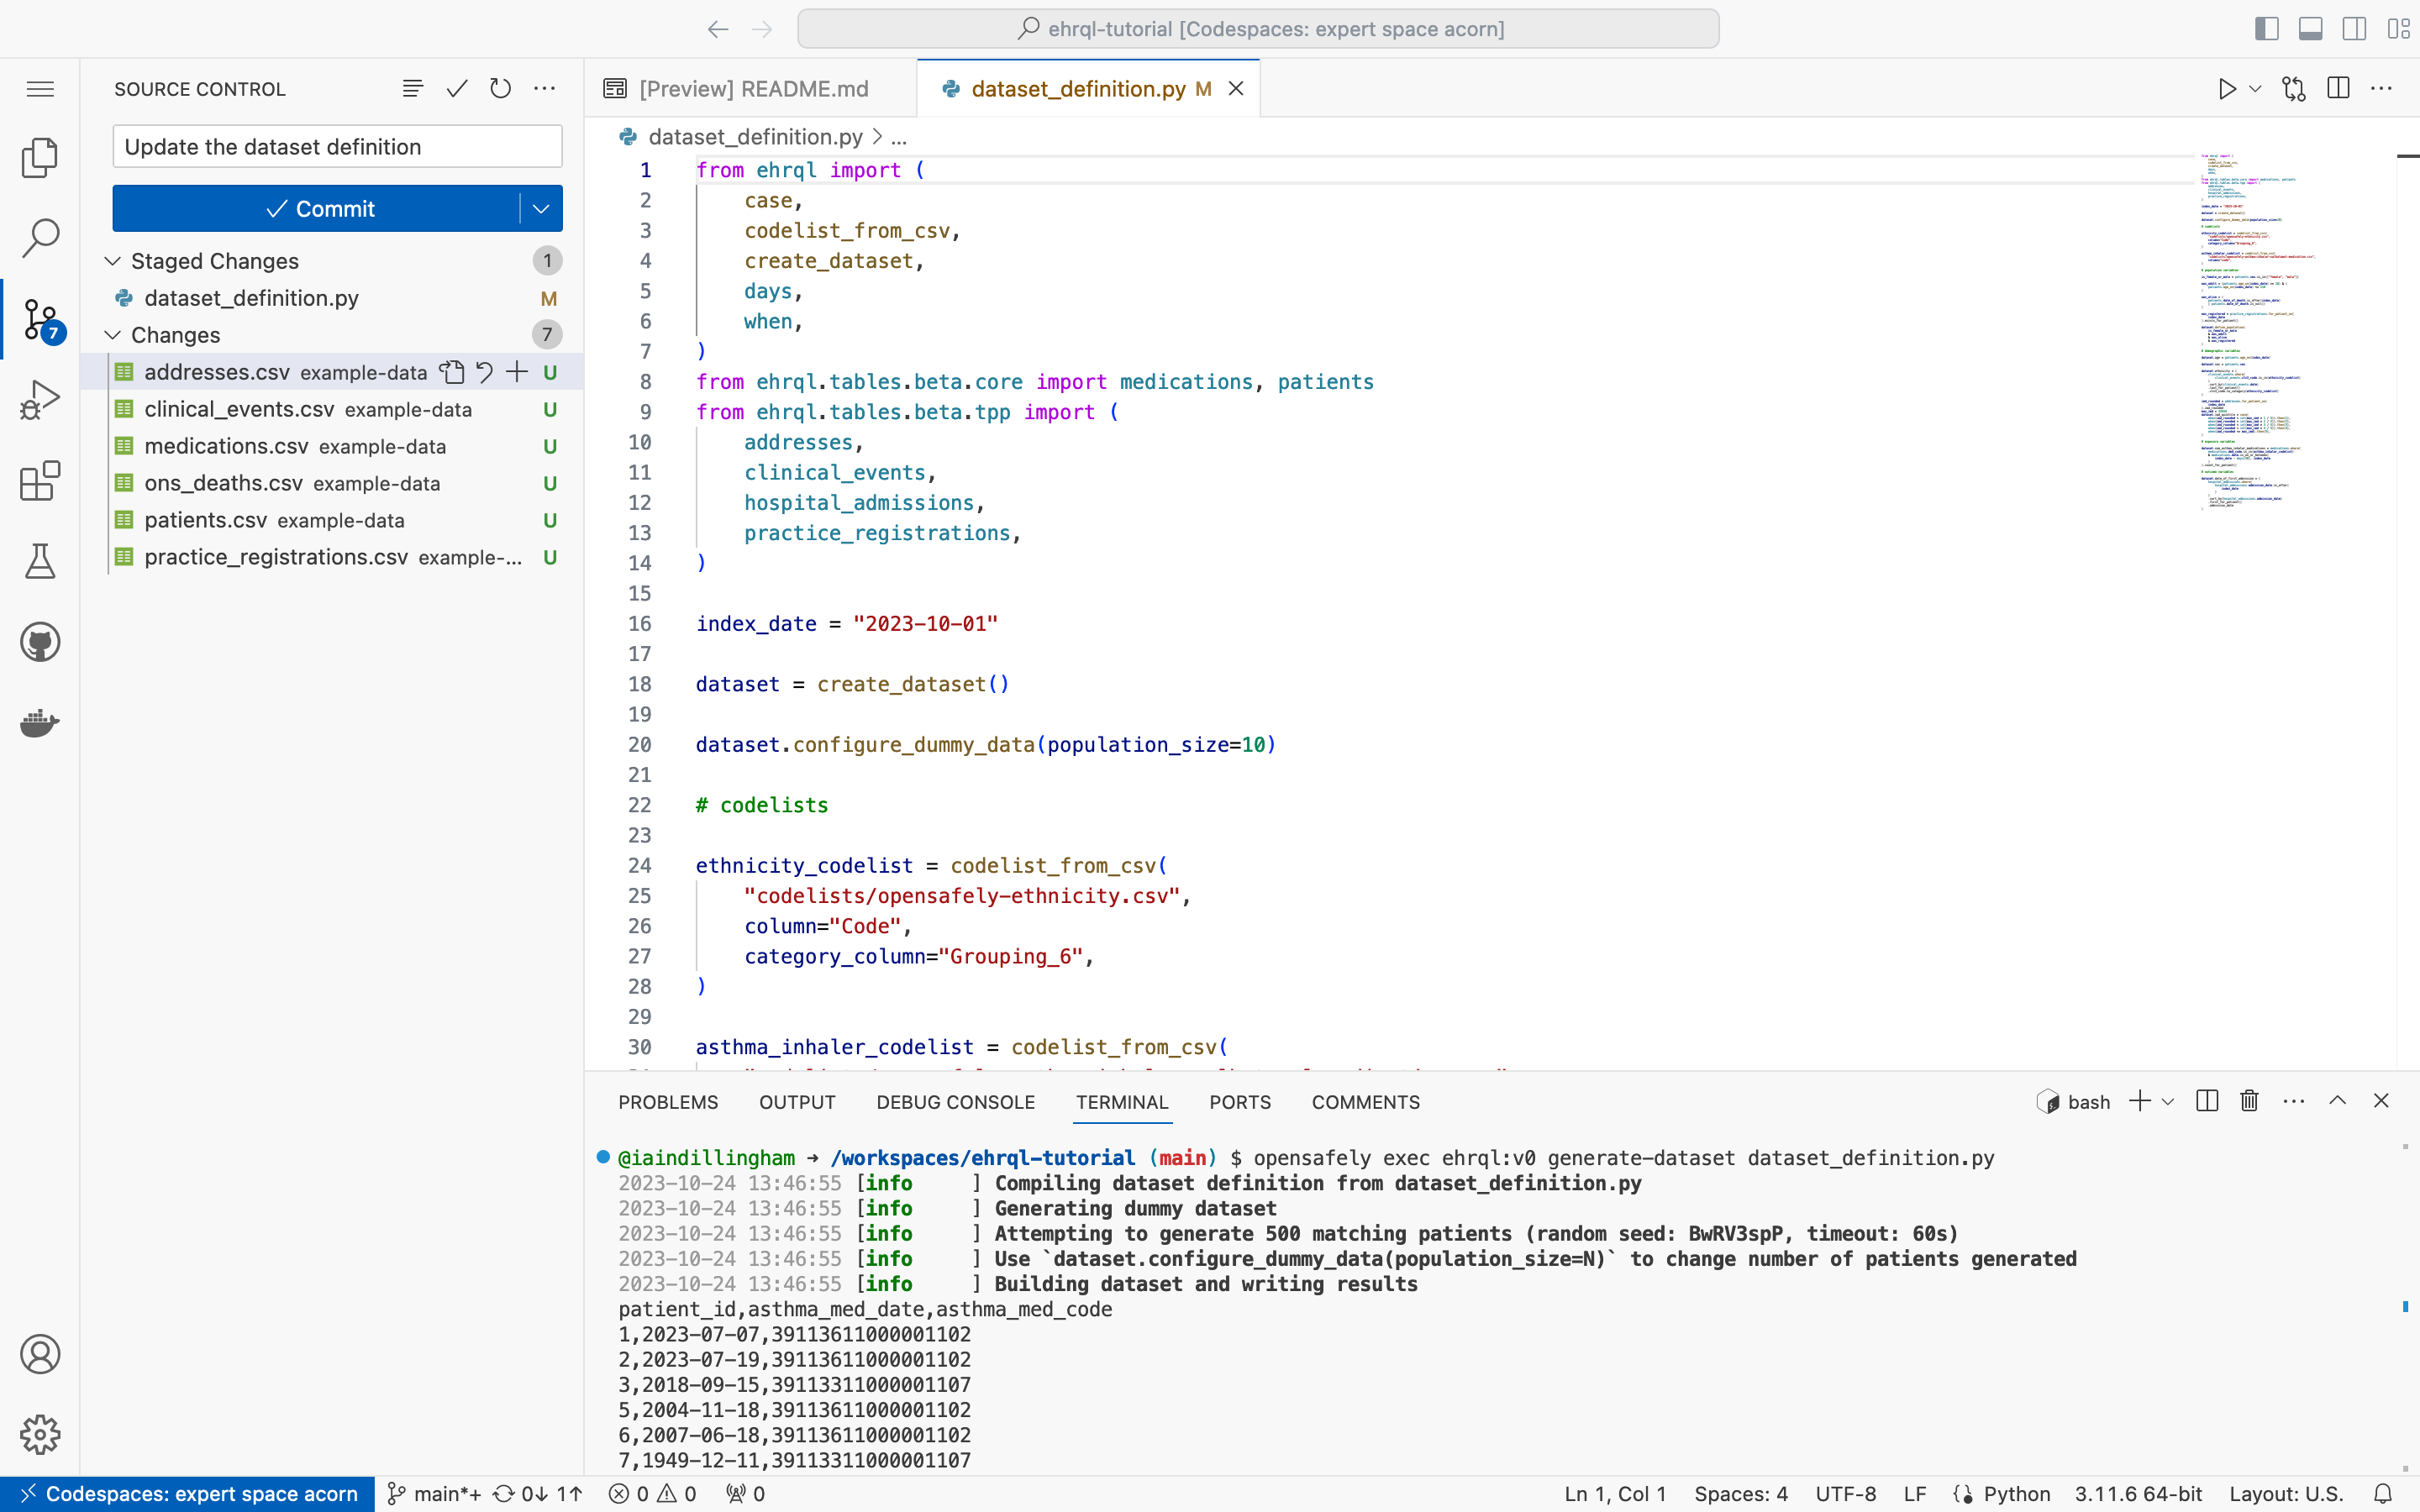 ehrql-tutorial [Codespaces: expert space acorn]
SOURCE CONTROL
Update the dataset definition
Commit
Staged Changes 1
dataset_definition.py M
Changes 7
addresses.csv example-data U
clinical_events.csv example-data U
medications.csv example-data U
ons_deaths.csv example-data U
patients.csv example-data U
practice_registrations.csv example-... U
7
[Preview] README.md
dataset_definition.py M
dataset_definition.py > ...
1 from ehrql import (
2     case,
3     codelist_from_csv,
4     create_dataset,
5     days,
6     when,
7 )
8 from ehrql.tables.beta.core import medications, patients
9 from ehrql.tables.beta.tpp import (
10     addresses,
11     clinical_events,
12     hospital_admissions,
13     practice_registrations,
14 )
15
16 index_date = "2023-10-01"
17
18 dataset = create_dataset()
19
20 dataset.configure_dummy_data(population_size=10)
21
22 # codelists
23
24 ethnicity_codelist = codelist_from_csv(
25     "codelists/opensafely-ethnicity.csv",
26     column="Code",
27     category_column="Grouping_6",
28 )
29
30 asthma_inhaler_codelist = codelist_from_csv(
PROBLEMS OUTPUT DEBUG CONSOLE TERMINAL PORTS COMMENTS bash
@iaindillingham → /workspaces/ehrql-tutorial (main) $ opensafely exec ehrql:v0 generate-dataset dataset_definition.py
2023-10-24 13:46:55 [info     ] Compiling dataset definition from dataset_definition.py
2023-10-24 13:46:55 [info     ] Generating dummy dataset
2023-10-24 13:46:55 [info     ] Attempting to generate 500 matching patients (random seed: BwRV3spP, timeout: 60s)
2023-10-24 13:46:55 [info     ] Use `dataset.configure_dummy_data(population_size=N)` to change number of patients generated
2023-10-24 13:46:55 [info     ] Building dataset and writing results
patient_id,asthma_med_date,asthma_med_code
1,2023-07-07,39113611000001102
2,2023-07-19,39113611000001102
3,2018-09-15,39113311000001107
5,2004-11-18,39113611000001102
6,2007-06-18,39113611000001102
7,1949-12-11,39113311000001107
Codespaces: expert space acorn main*+ 0↓ 1↑ 0 0 0 Ln 1, Col 1 Spaces: 4 UTF-8 LF Python 3.11.6 64-bit Layout: U.S.